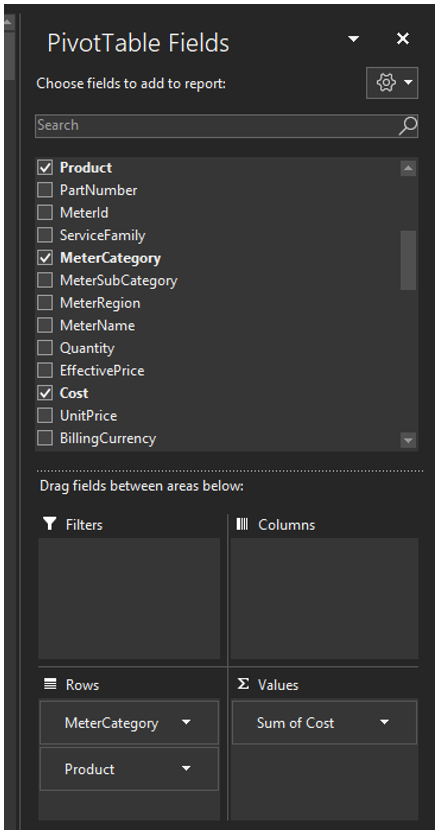 PivotTable Fields
Choose fields to add to report:
Search
Product
PartNumber
MeterId
ServiceFamily
MeterCategory
MeterSubCategory
MeterRegion
MeterName
Quantity
EffectivePrice
Cost
UnitPrice
BillingCurrency
Drag fields between areas below:
Filters
Columns
Rows
Σ Values
MeterCategory
Sum of Cost
Product